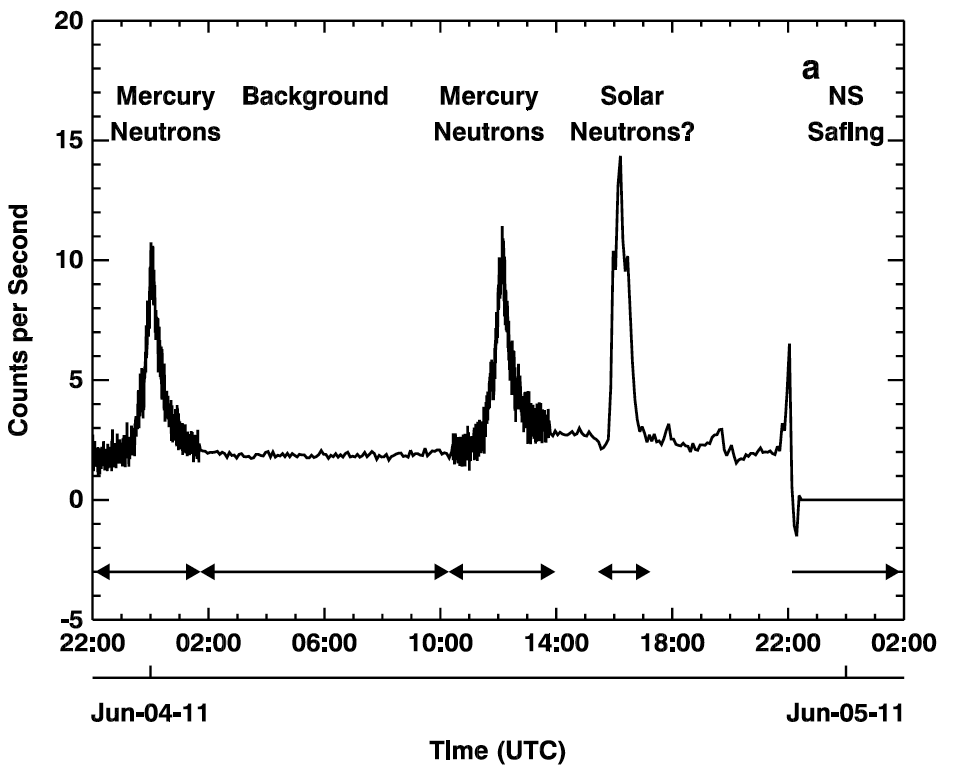 20
a
Mercury Background Mercury Solar NS
Neutrons Neutrons Neutrons? Safing
15
10
5
0
-5
Counts per Second
22:00 02:00 06:00 10:00 14:00 18:00 22:00 02:00
Jun-04-11 Jun-05-11
Time (UTC)